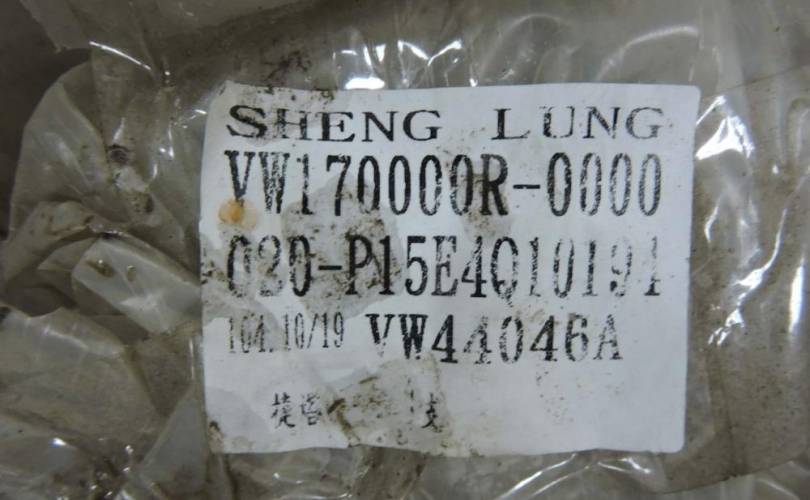 SHENG LUNG
VW170000R-0000
020-P15E4Q10191
104.10/19 VW44046A